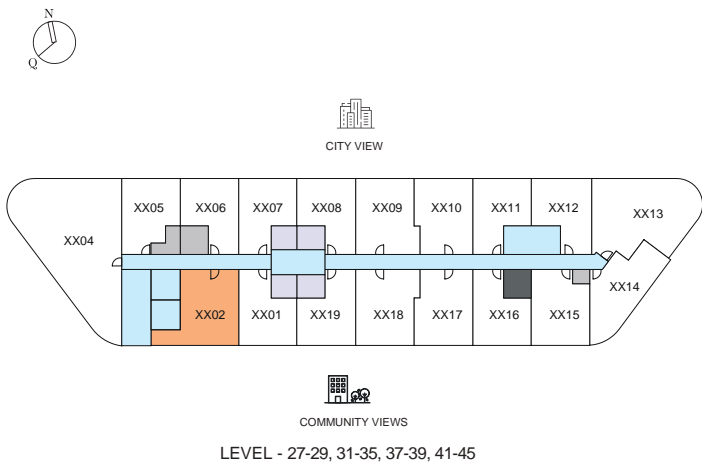 N
Q
CITY VIEW
XX05 XX06 XX07 XX08 XX09 XX10 XX11 XX12
XX13
XX04
XX14
XX02 XX01 XX19 XX18 XX17 XX16 XX15
COMMUNITY VIEWS
LEVEL - 27-29, 31-35, 37-39, 41-45